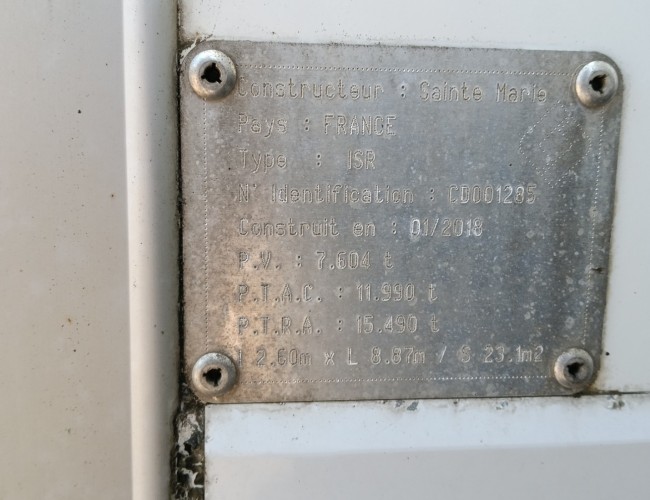 Constructeur : Sainte Marie
Pays : FRANCE
Type : ISR
N° Identification : CD001285
Construit en : 01/2018
P.V. : 7.604 t
P.T.A.C. : 11.990 t
P.T.R.A. : 15.490 t
l 2.60m x L 8.87m / S 23.1m2